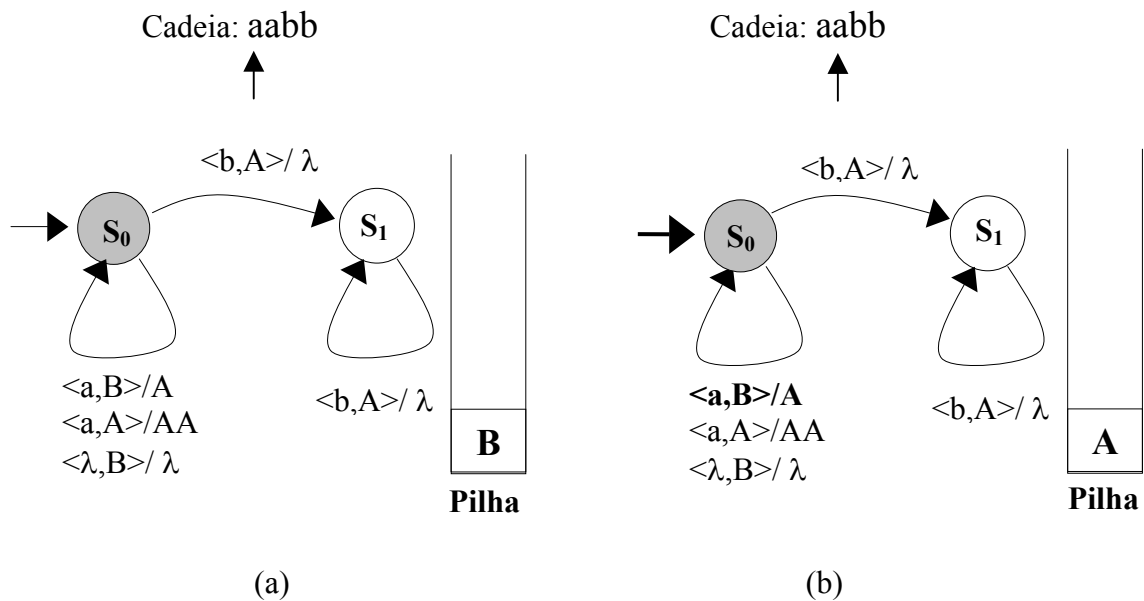 Cadeia: aabb
<b,A>/ λ
S0
S1
<a,B>/A
<a,A>/AA
<λ,B>/ λ
<b,A>/ λ
B
Pilha
(a)
Cadeia: aabb
<b,A>/ λ
S0
S1
<a,B>/A
<a,A>/AA
<λ,B>/ λ
<b,A>/ λ
A
Pilha
(b)